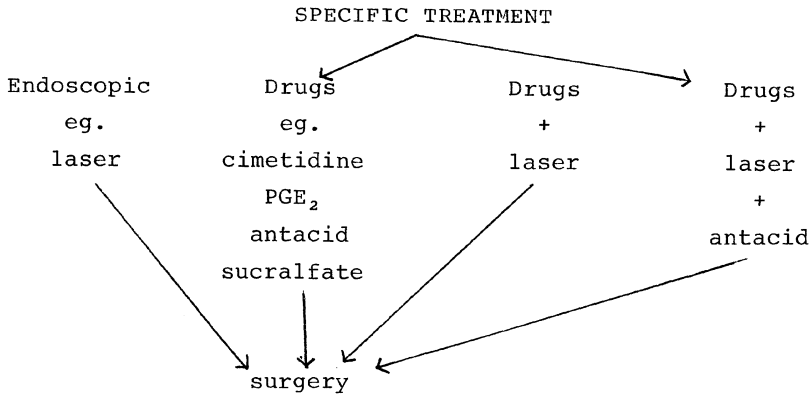 SPECIFIC TREATMENT
Endoscopic
eg.
laser
Drugs
eg.
cimetidine
PGE₂
antacid
sucralfate
Drugs
+
laser
Drugs
+
laser
+
antacid
surgery